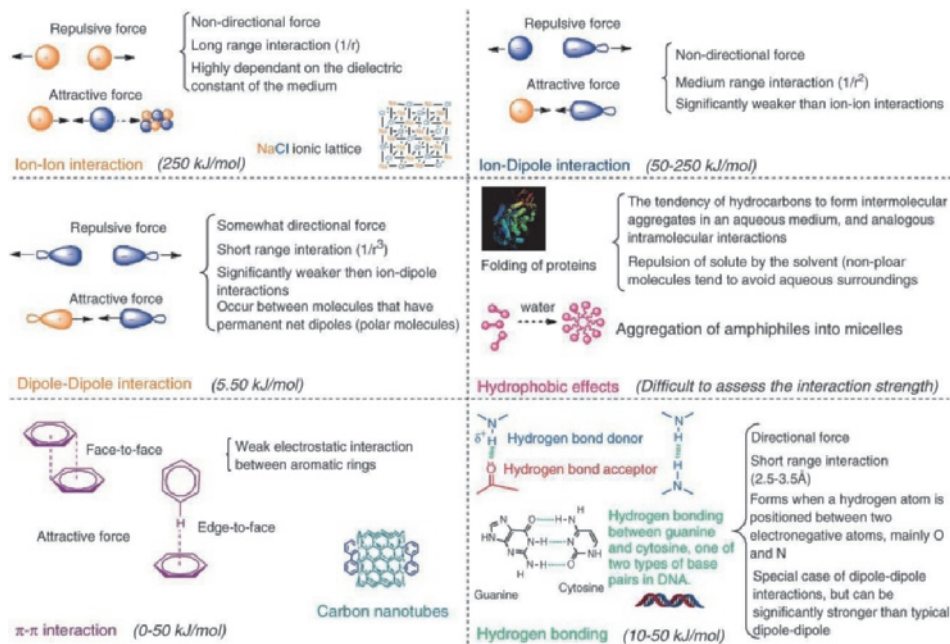 Repulsive force
Non-directional force
Long range interaction (1/r)
Highly dependant on the dielectric
constant of the medium
Attractive force
NaCl ionic lattice
Ion-Ion interaction (250 kJ/mol)
Repulsive force
Non-directional force
Medium range interaction (1/r²)
Significantly weaker than ion-ion interactions
Attractive force
Ion-Dipole interaction (50-250 kJ/mol)
Repulsive force
Somewhat directional force
Short range interation (1/r³)
Significantly weaker then ion-dipole
interactions
Occur between molecules that have
permanent net dipoles (polar molecules)
Attractive force
Dipole-Dipole interaction (5.50 kJ/mol)
The tendency of hydrocarbons to form intermolecular
aggregates in an aqueous medium, and analogous
intramolecular interactions
Repulsion of solute by the solvent (non-ploar
molecules tend to avoid aqueous surroundings
Folding of proteins
water
Aggregation of amphiphiles into micelles
Hydrophobic effects (Difficult to assess the interaction strength)
Face-to-face
Weak electrostatic interaction
between aromatic rings
H
Edge-to-face
Attractive force
Carbon nanotubes
π-π interaction (0-50 kJ/mol)
N
H
δ⁺
Hydrogen bond donor
O
Hydrogen bond acceptor
N
H
H
N
Directional force
Short range interaction
(2.5-3.5Å)
Forms when a hydrogen atom is
positioned between two
electronegative atoms, mainly O
and N
Special case of dipole-dipole
interactions, but can be
significantly stronger than typical
dipole-dipole
Hydrogen bonding
between guanine
and cytosine, one of
two types of base
pairs in DNA.
Guanine
Cytosine
Hydrogen bonding (10-50 kJ/mol)